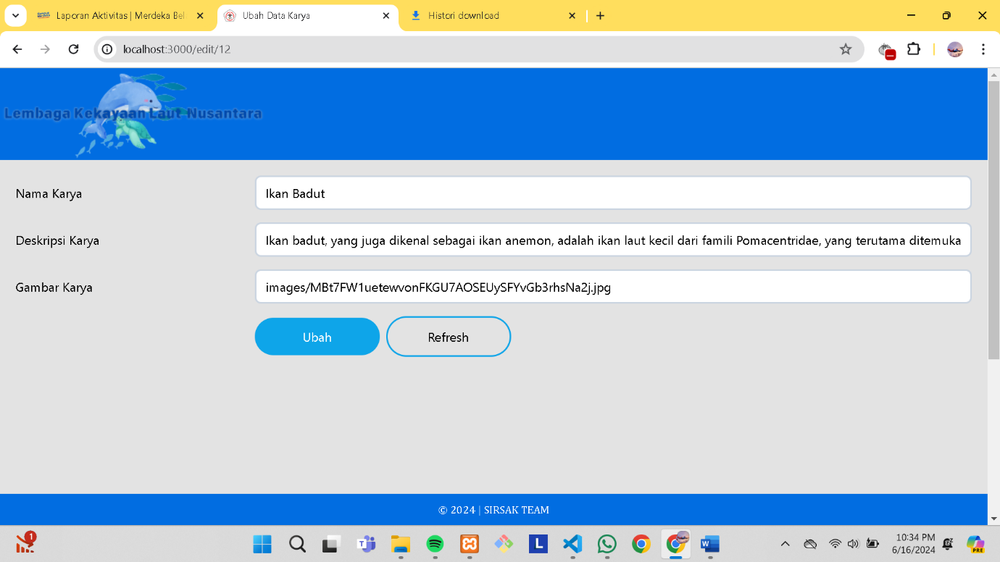 Laporan Aktivitas | Merdeka Bel
Ubah Data Karya
Histori download
localhost:3000/edit/12
Lembaga Kekayaan Laut Nusantara
Nama Karya
Ikan Badut
Deskripsi Karya
Ikan badut, yang juga dikenal sebagai ikan anemon, adalah ikan laut kecil dari famili Pomacentridae, yang terutama ditemuka
Gambar Karya
images/MBt7FW1uetewvonFKGU7AOSEUySFYvGb3rhsNa2j.jpg
Ubah
Refresh
© 2024 | SIRSAK TEAM
1
T
L
W
10:34 PM
6/16/2024
PRE